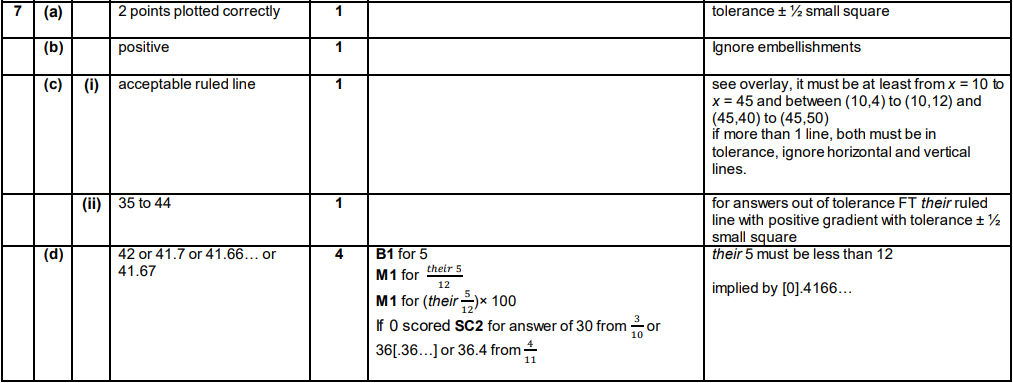 7 (a) 2 points plotted correctly 1 tolerance ± ½ small square
(b) positive 1 Ignore embellishments
(c) (i) acceptable ruled line 1 see overlay, it must be at least from x = 10 to
x = 45 and between (10,4) to (10,12) and
(45,40) to (45,50)
if more than 1 line, both must be in
tolerance, ignore horizontal and vertical
lines.
(ii) 35 to 44 1 for answers out of tolerance FT their ruled
line with positive gradient with tolerance ± ½
small square
(d) 42 or 41.7 or 41.66… or 4 B1 for 5 their 5 must be less than 12
41.67
M1 for their 5/12
implied by [0].4166…
M1 for (their 5/12)× 100
If 0 scored SC2 for answer of 30 from 3/10 or
36[.36…] or 36.4 from 4/11